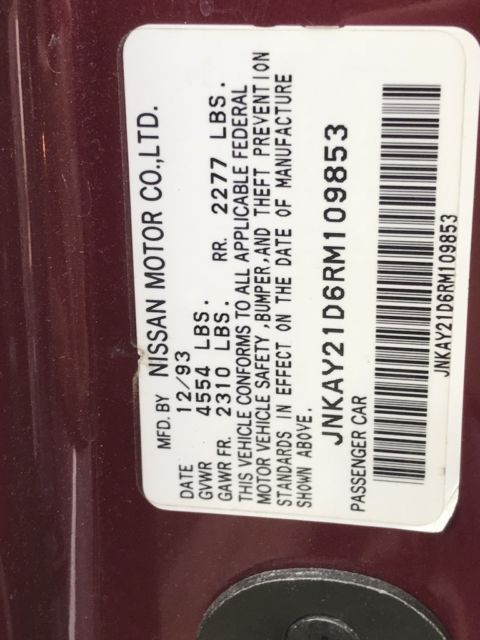 MFD. BY NISSAN MOTOR CO.,LTD.
DATE 12/93
GVWR 4554 LBS.
GAWR FR. 2310 LBS. RR. 2277 LBS.
THIS VEHICLE CONFORMS TO ALL APPLICABLE FEDERAL
MOTOR VEHICLE SAFETY ,BUMPER,AND THEFT PREVENTION
STANDARDS IN EFFECT ON THE DATE OF MANUFACTURE
SHOWN ABOVE.
JNKAY21D6RM109853
PASSENGER CAR
JNKAY21D6RM109853